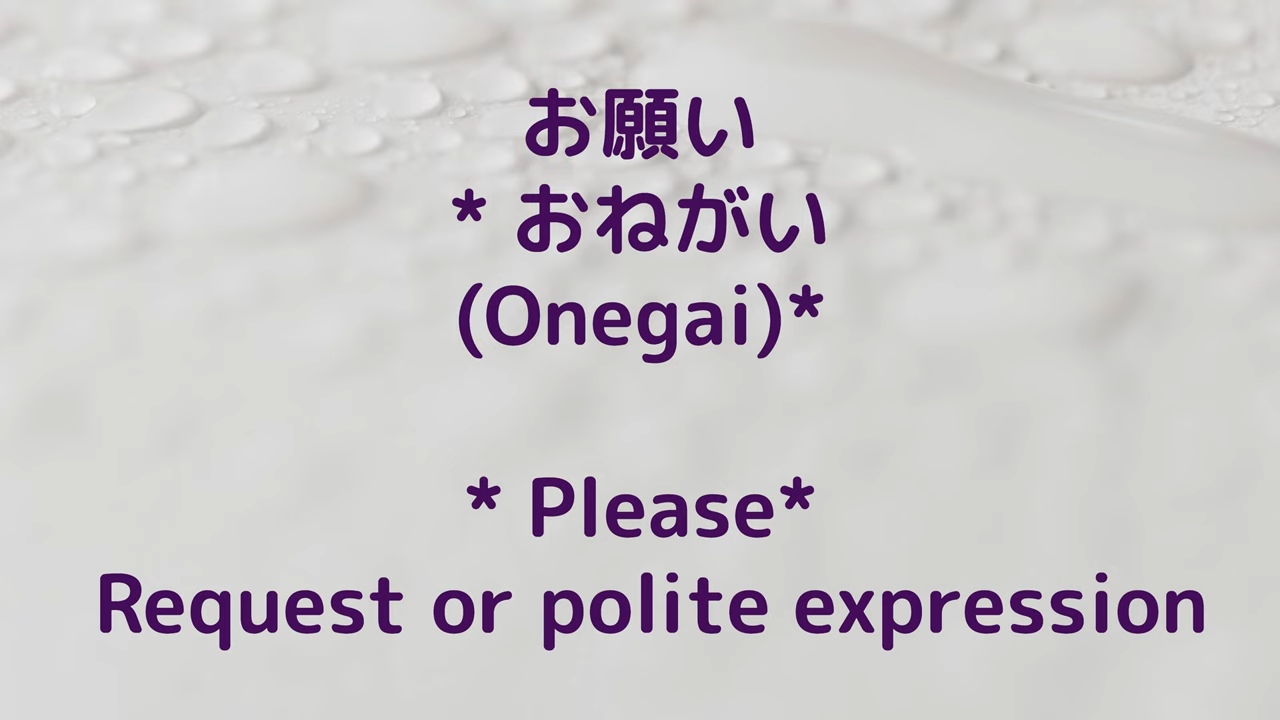 お願い
* おねがい
(Onegai)*
* Please*
Request or polite expression